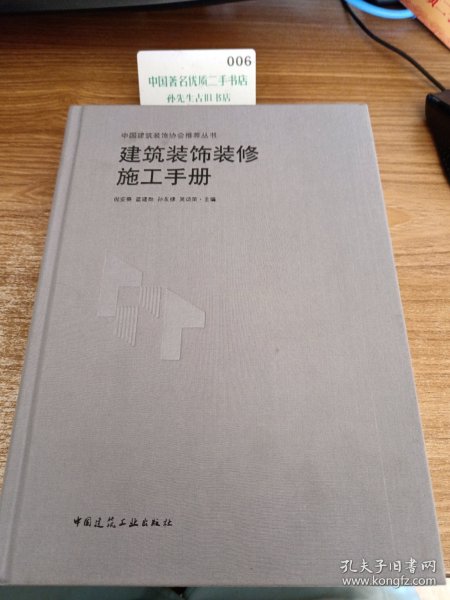 006
中国著名优质二手书店
孙先生古旧书店
中国建筑装饰协会推荐丛书
建筑装饰装修
施工手册
主编
中国建筑工业出版社
孔夫子旧书网
www.kongfz.com